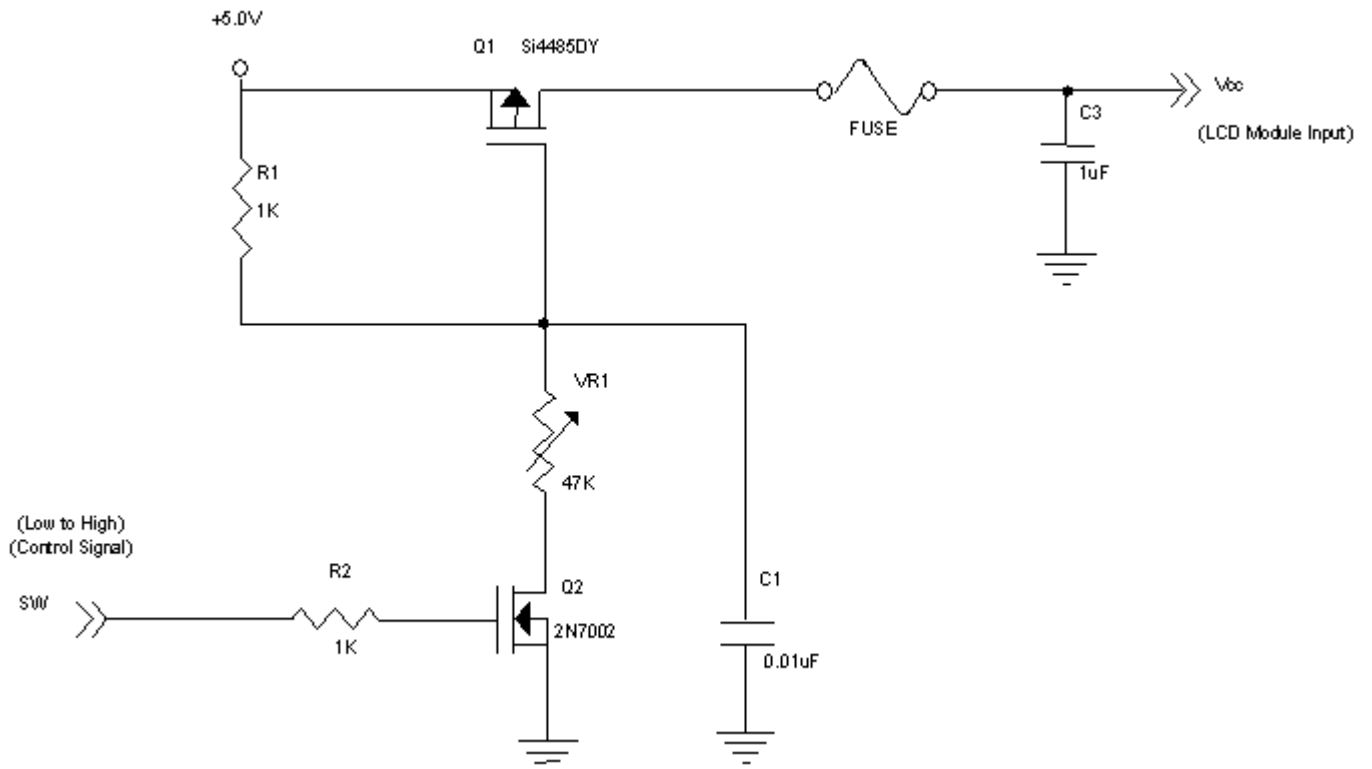 +5.0V
Q1 Si4485DY
Vcc
C3
FUSE
(LCD Module Input)
R1
1uF
1K
VR1
47K
(Low to High)
(Control Signal)
R2
Q2
C1
SW
2N7002
1K
0.01uF